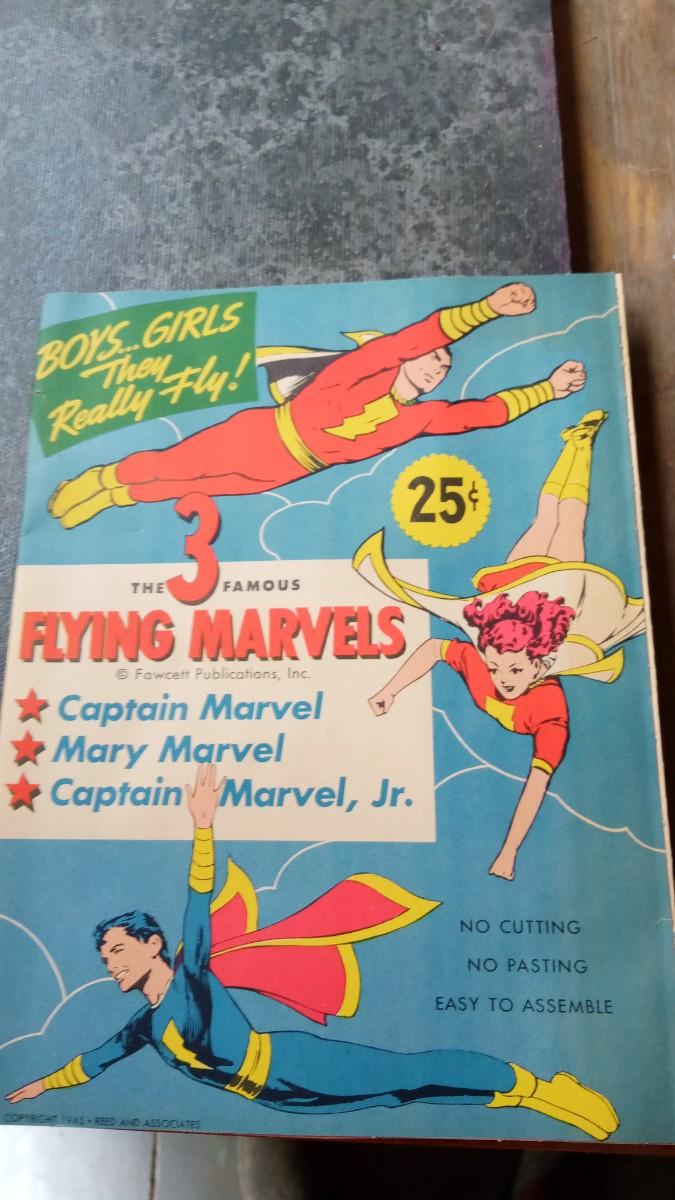 BOYS... GIRLS
They
Really Fly!
25¢
THE 3 FAMOUS
FLYING MARVELS
© Fawcett Publications, Inc.
★ Captain Marvel
★ Mary Marvel
★ Captain Marvel, Jr.
NO CUTTING
NO PASTING
EASY TO ASSEMBLE
COPYRIGHT 1945 • REED AND ASSOCIATES